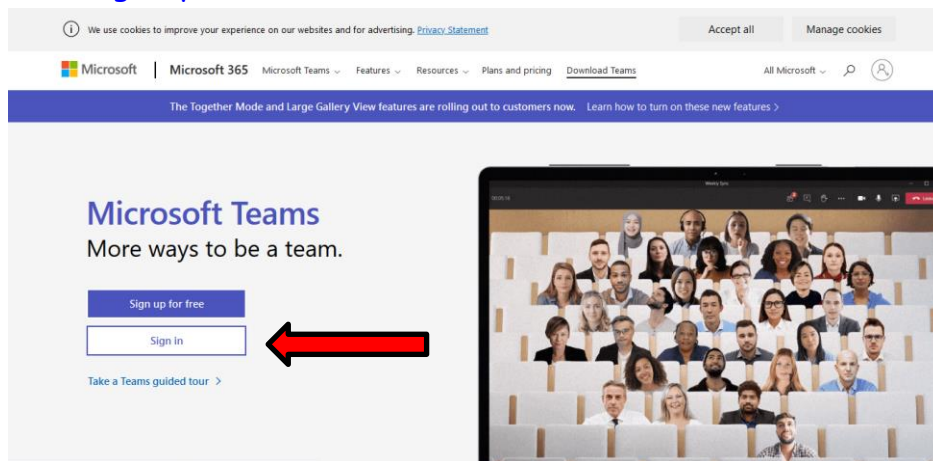 We use cookies to improve your experience on our websites and for advertising. Privacy Statement
Accept all
Manage cookies
Microsoft
Microsoft 365
Microsoft Teams
Features
Resources
Plans and pricing
Download Teams
All Microsoft
The Together Mode and Large Gallery View features are rolling out to customers now. Learn how to turn on these new features >
Microsoft Teams
More ways to be a team.
Sign up for free
Sign in
Take a Teams guided tour >
Weekly Sync